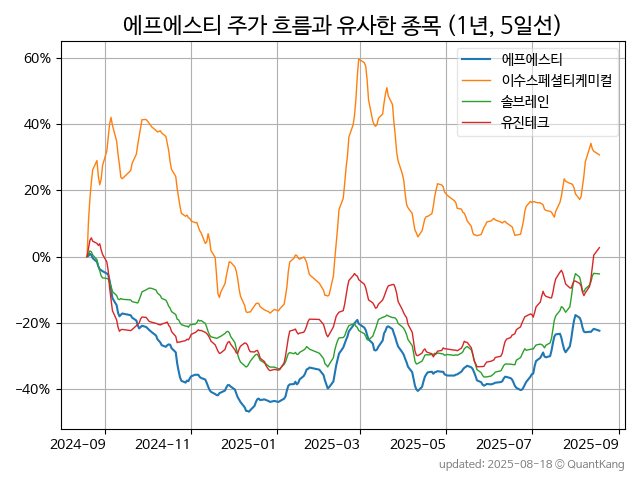 에프에스티 주가 흐름과 유사한 종목 (1년, 5일선)
에프에스티
이수스페셜티케미컬
솔브레인
유진테크
60%
40%
20%
0%
−20%
−40%
2024-09
2024-11
2025-01
2025-03
2025-05
2025-07
2025-09
updated: 2025-08-18 © QuantKang